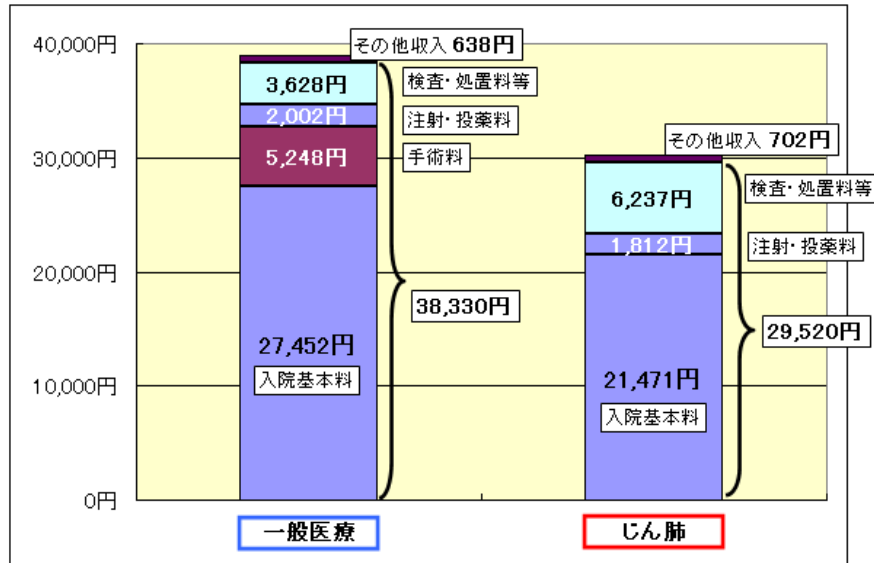 40,000円
30,000円
20,000円
10,000円
0円
その他収入 638円
3,628円
検査・処置料等
2,002円
注射・投薬料
5,248円
手術料
38,330円
27,452円
入院基本料
一般医療
その他収入 702円
検査・処置料等
6,237円
1,812円
注射・投薬料
29,520円
21,471円
入院基本料
じん肺